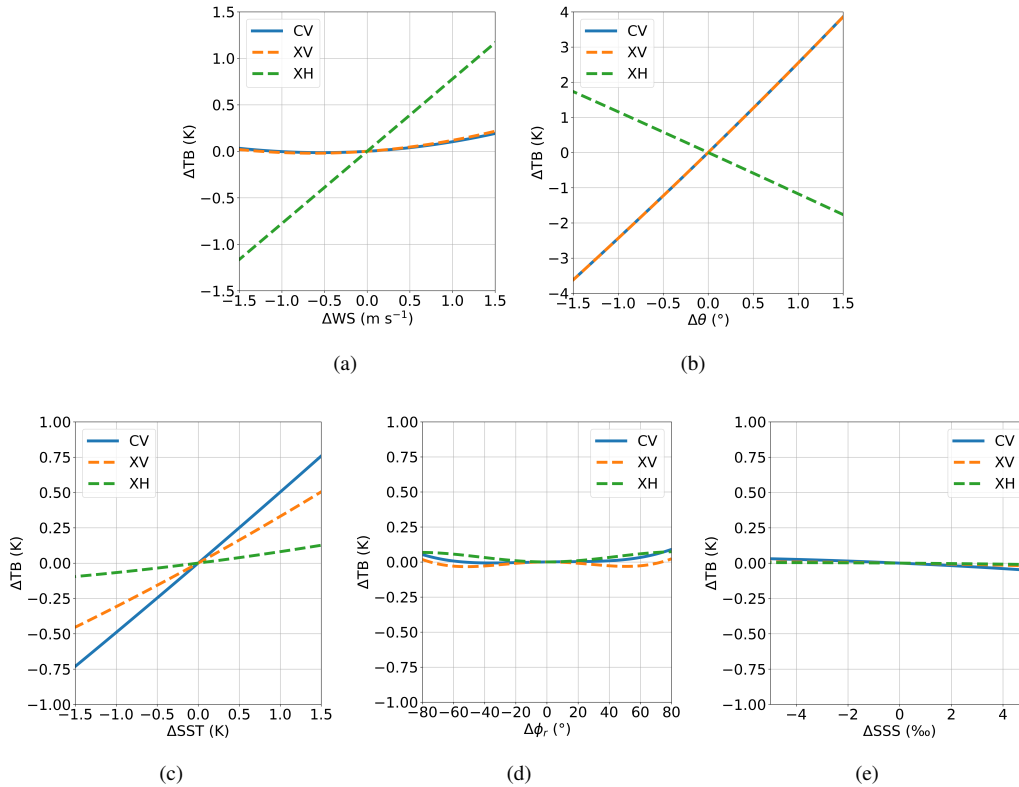 1.5
1.0
0.5
0.0
−0.5
−1.0
−1.5
ΔTB (K)
CV
XV
XH
−1.5 −1.0 −0.5 0.0 0.5 1.0 1.5
ΔWS (m s⁻¹)
(a)
4
3
2
1
0
−1
−2
−3
−4
ΔTB (K)
CV
XV
XH
−1.5 −1.0 −0.5 0.0 0.5 1.0 1.5
Δθ (°)
(b)
1.00
0.75
0.50
0.25
0.00
−0.25
−0.50
−0.75
−1.00
ΔTB (K)
CV
XV
XH
−1.5 −1.0 −0.5 0.0 0.5 1.0 1.5
ΔSST (K)
(c)
1.00
0.75
0.50
0.25
0.00
−0.25
−0.50
−0.75
−1.00
ΔTB (K)
CV
XV
XH
−80 −60 −40 −20 0 20 40 60 80
Δϕᵣ (°)
(d)
1.00
0.75
0.50
0.25
0.00
−0.25
−0.50
−0.75
−1.00
ΔTB (K)
CV
XV
XH
−4 −2 0 2 4
ΔSSS (‰)
(e)